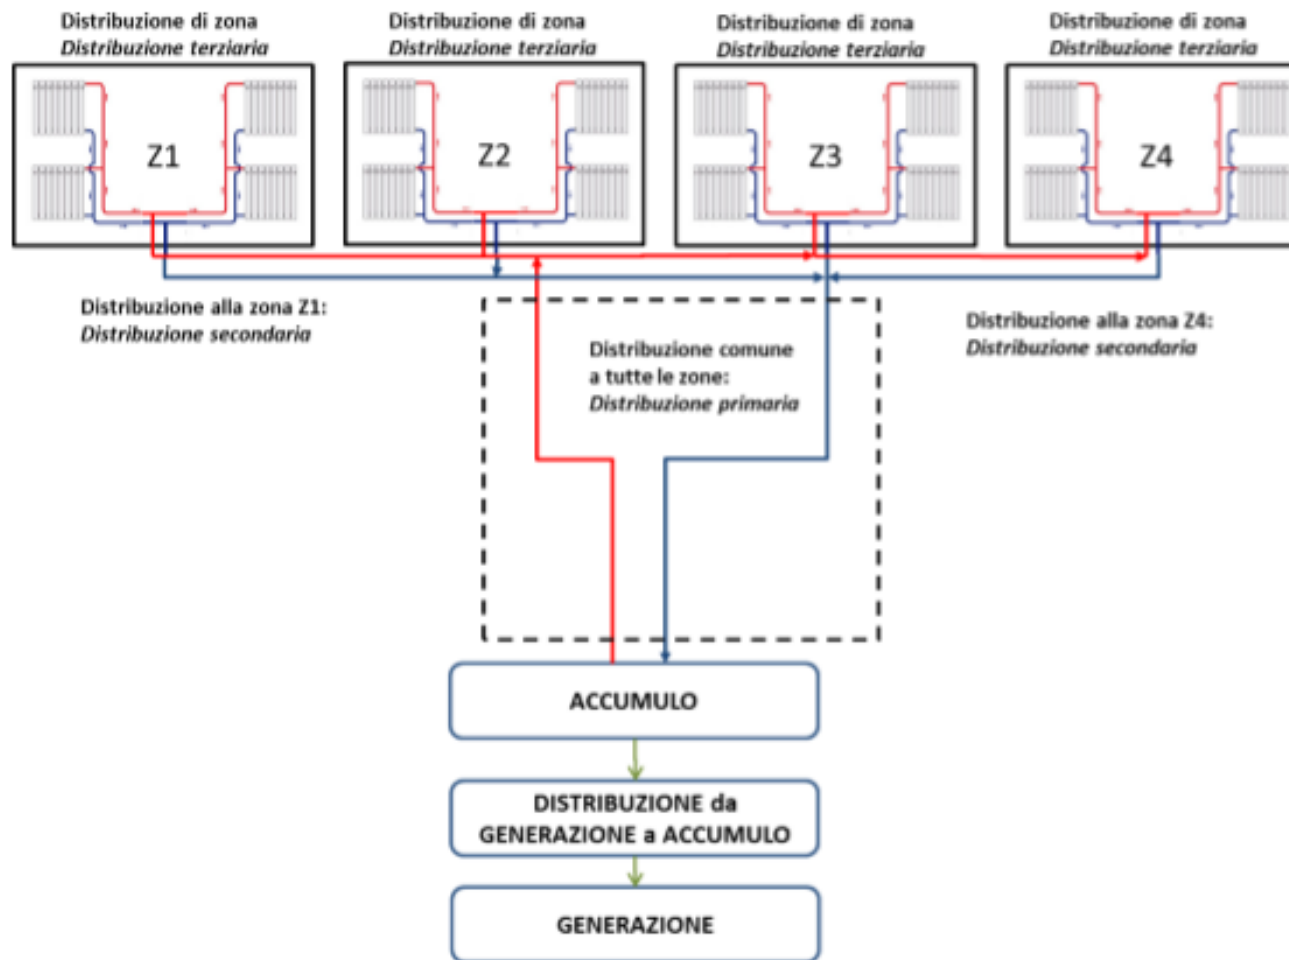 Distribuzione di zona
Distribuzione terziaria
Distribuzione di zona
Distribuzione terziaria
Distribuzione di zona
Distribuzione terziaria
Distribuzione di zona
Distribuzione terziaria
Z1
Z2
Z3
Z4
Distribuzione alla zona Z1:
Distribuzione secondaria
Distribuzione comune
a tutte le zone:
Distribuzione primaria
Distribuzione alla zona Z4:
Distribuzione secondaria
ACCUMULO
DISTRIBUZIONE da
GENERAZIONE a ACCUMULO
GENERAZIONE